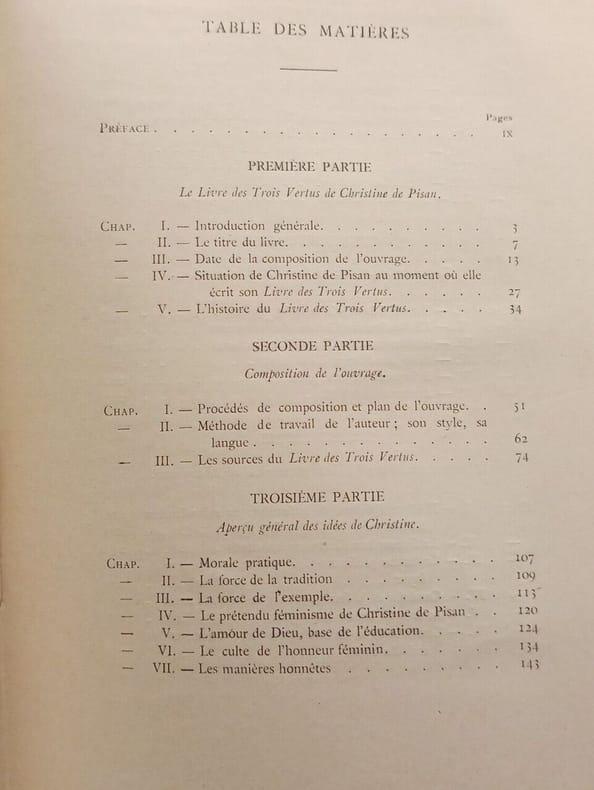 TABLE DES MATIÈRES
Pages
PRÉFACE . . . . . . . . . . . . . . . . . . IX
PREMIÈRE PARTIE
Le Livre des Trois Vertus de Christine de Pisan.
CHAP. I. — Introduction générale. . . . . . . . . . 3
— II. — Le titre du livre. . . . . . . . . . . . 7
— III. — Date de la composition de l'ouvrage. . . . . 13
— IV. — Situation de Christine de Pisan au moment où elle
écrit son Livre des Trois Vertus. . . . . . 27
— V. — L'histoire du Livre des Trois Vertus. . . . . 34
SECONDE PARTIE
Composition de l'ouvrage.
CHAP. I. — Procédés de composition et plan de l'ouvrage. . 51
— II. — Méthode de travail de l'auteur ; son style, sa
langue . . . . . . . . . . . . . 62
— III. — Les sources du Livre des Trois Vertus. . . . . 74
TROISIÈME PARTIE
Aperçu général des idées de Christine.
CHAP. I. — Morale pratique. . . . . . . . . . . 107
— II. — La force de la tradition . . . . . . . . 109
— III. — La force de l'exemple. . . . . . . . . 113
— IV. — Le prétendu féminisme de Christine de Pisan . . 120
— V. — L'amour de Dieu, base de l'éducation. . . . . 124
— VI. — Le culte de l'honneur féminin. . . . . . . 134
— VII. — Les manières honnêtes . . . . . . . . 143